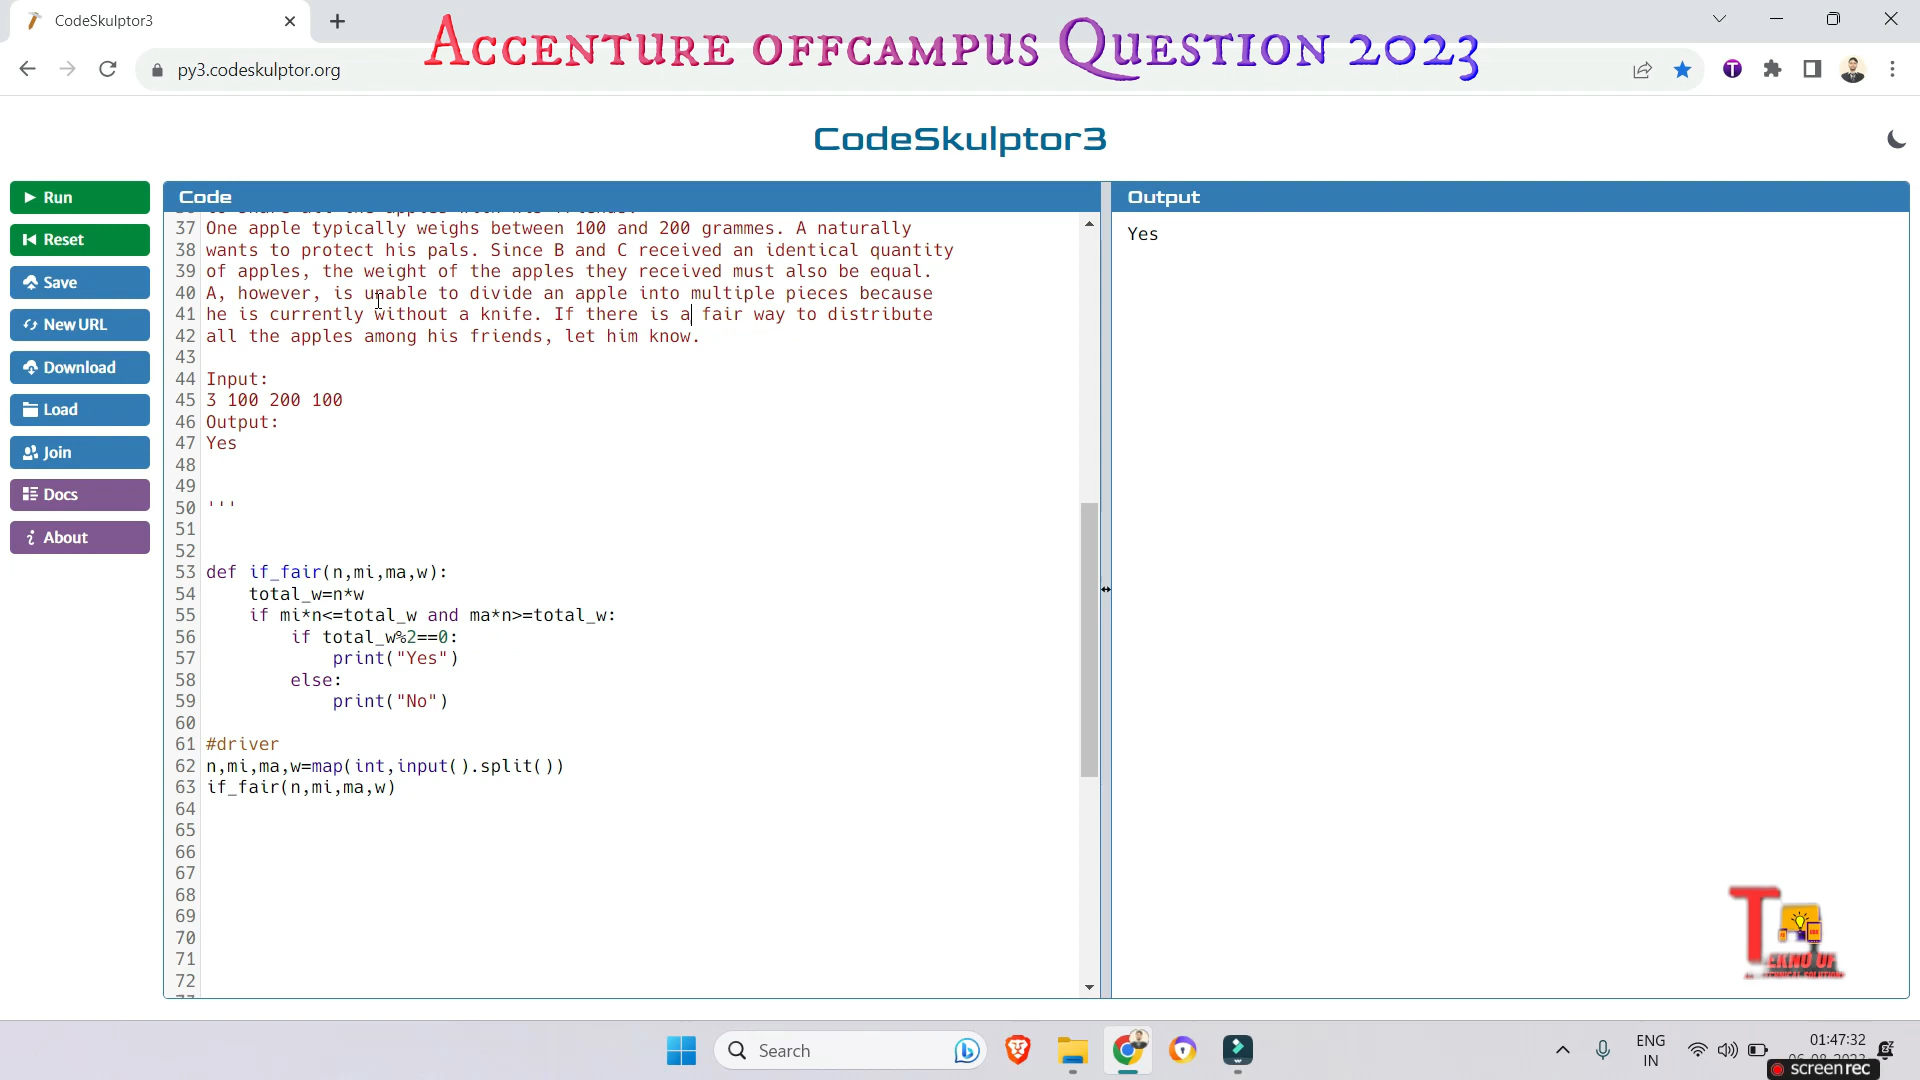 CodeSkulptor3
Accenture offcampus Question 2023
py3.codeskulptor.org
CodeSkulptor3
Run
Reset
Save
New URL
Download
Load
Join
Docs
About
Code
37 One apple typically weighs between 100 and 200 grammes. A naturally
38 wants to protect his pals. Since B and C received an identical quantity
39 of apples, the weight of the apples they received must also be equal.
40 A, however, is unable to divide an apple into multiple pieces because
41 he is currently without a knife. If there is a fair way to distribute
42 all the apples among his friends, let him know.
43
44 Input:
45 3 100 200 100
46 Output:
47 Yes
48
49
50 '''
51
52
53 def if_fair(n,mi,ma,w):
54 total_w=n*w
55 if mi*n<=total_w and ma*n>=total_w:
56 if total_w%2==0:
57 print("Yes")
58 else:
59 print("No")
60
61 #driver
62 n,mi,ma,w=map(int,input().split())
63 if_fair(n,mi,ma,w)
64
65
66
67
68
69
70
71
72
Output
Yes
Search
ENG
IN
01:47:32
screenrec